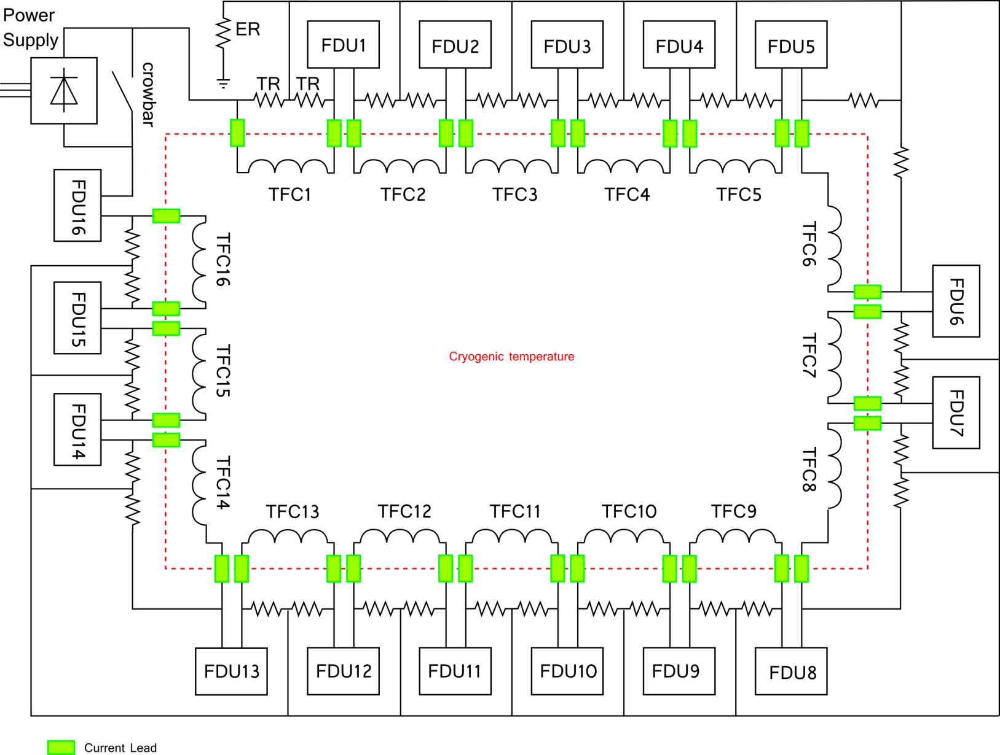 Power
Supply
ER
crowbar
TR TR
FDU1
FDU2
FDU3
FDU4
FDU5
TFC1
TFC2
TFC3
TFC4
TFC5
FDU16
TFC16
TFC6
FDU15
FDU6
Cryogenic temperature
TFC15
TFC7
FDU14
FDU7
TFC14
TFC8
TFC13
TFC12
TFC11
TFC10
TFC9
FDU13
FDU12
FDU11
FDU10
FDU9
FDU8
Current Lead